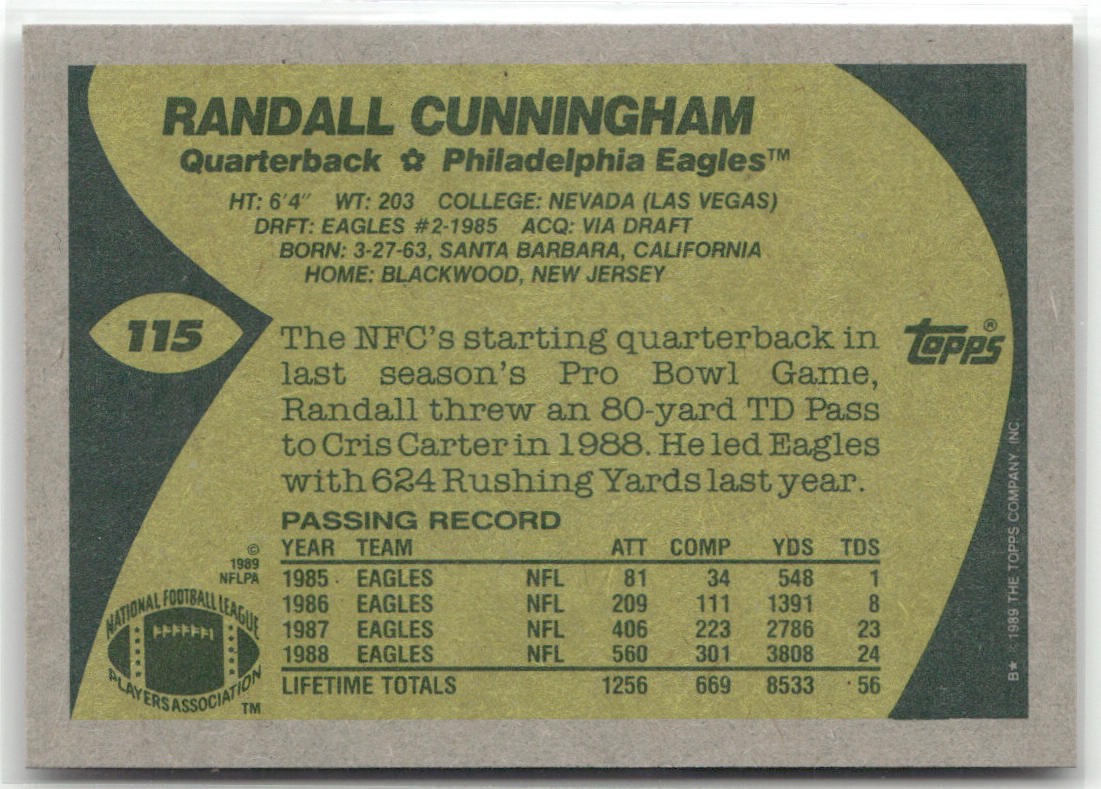 RANDALL CUNNINGHAM
Quarterback ✿ Philadelphia Eagles™
HT: 6'4" WT: 203 COLLEGE: NEVADA (LAS VEGAS)
DRFT: EAGLES #2-1985 ACQ: VIA DRAFT
BORN: 3-27-63, SANTA BARBARA, CALIFORNIA
HOME: BLACKWOOD, NEW JERSEY
115
The NFC's starting quarterback in
last season's Pro Bowl Game,
Randall threw an 80-yard TD Pass
to Cris Carter in 1988. He led Eagles
with 624 Rushing Yards last year.
topps®
PASSING RECORD
YEAR TEAM ATT COMP YDS TDS
1985 EAGLES NFL 81 34 548 1
1986 EAGLES NFL 209 111 1391 8
1987 EAGLES NFL 406 223 2786 23
1988 EAGLES NFL 560 301 3808 24
LIFETIME TOTALS 1256 669 8533 56
©
1989
NFLPA
NATIONAL FOOTBALL LEAGUE
PLAYERS ASSOCIATION
TM
B★ © 1989 THE TOPPS COMPANY, INC.